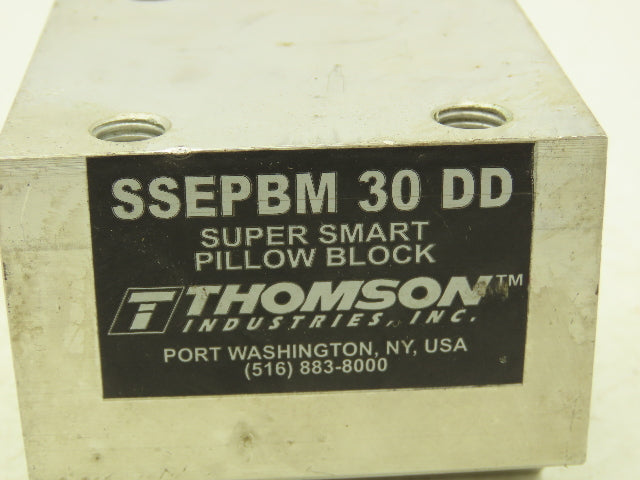 SSEPBM 30 DD
SUPER SMART
PILLOW BLOCK
THOMSON™
INDUSTRIES, INC.
PORT WASHINGTON, NY, USA
(516) 883-8000